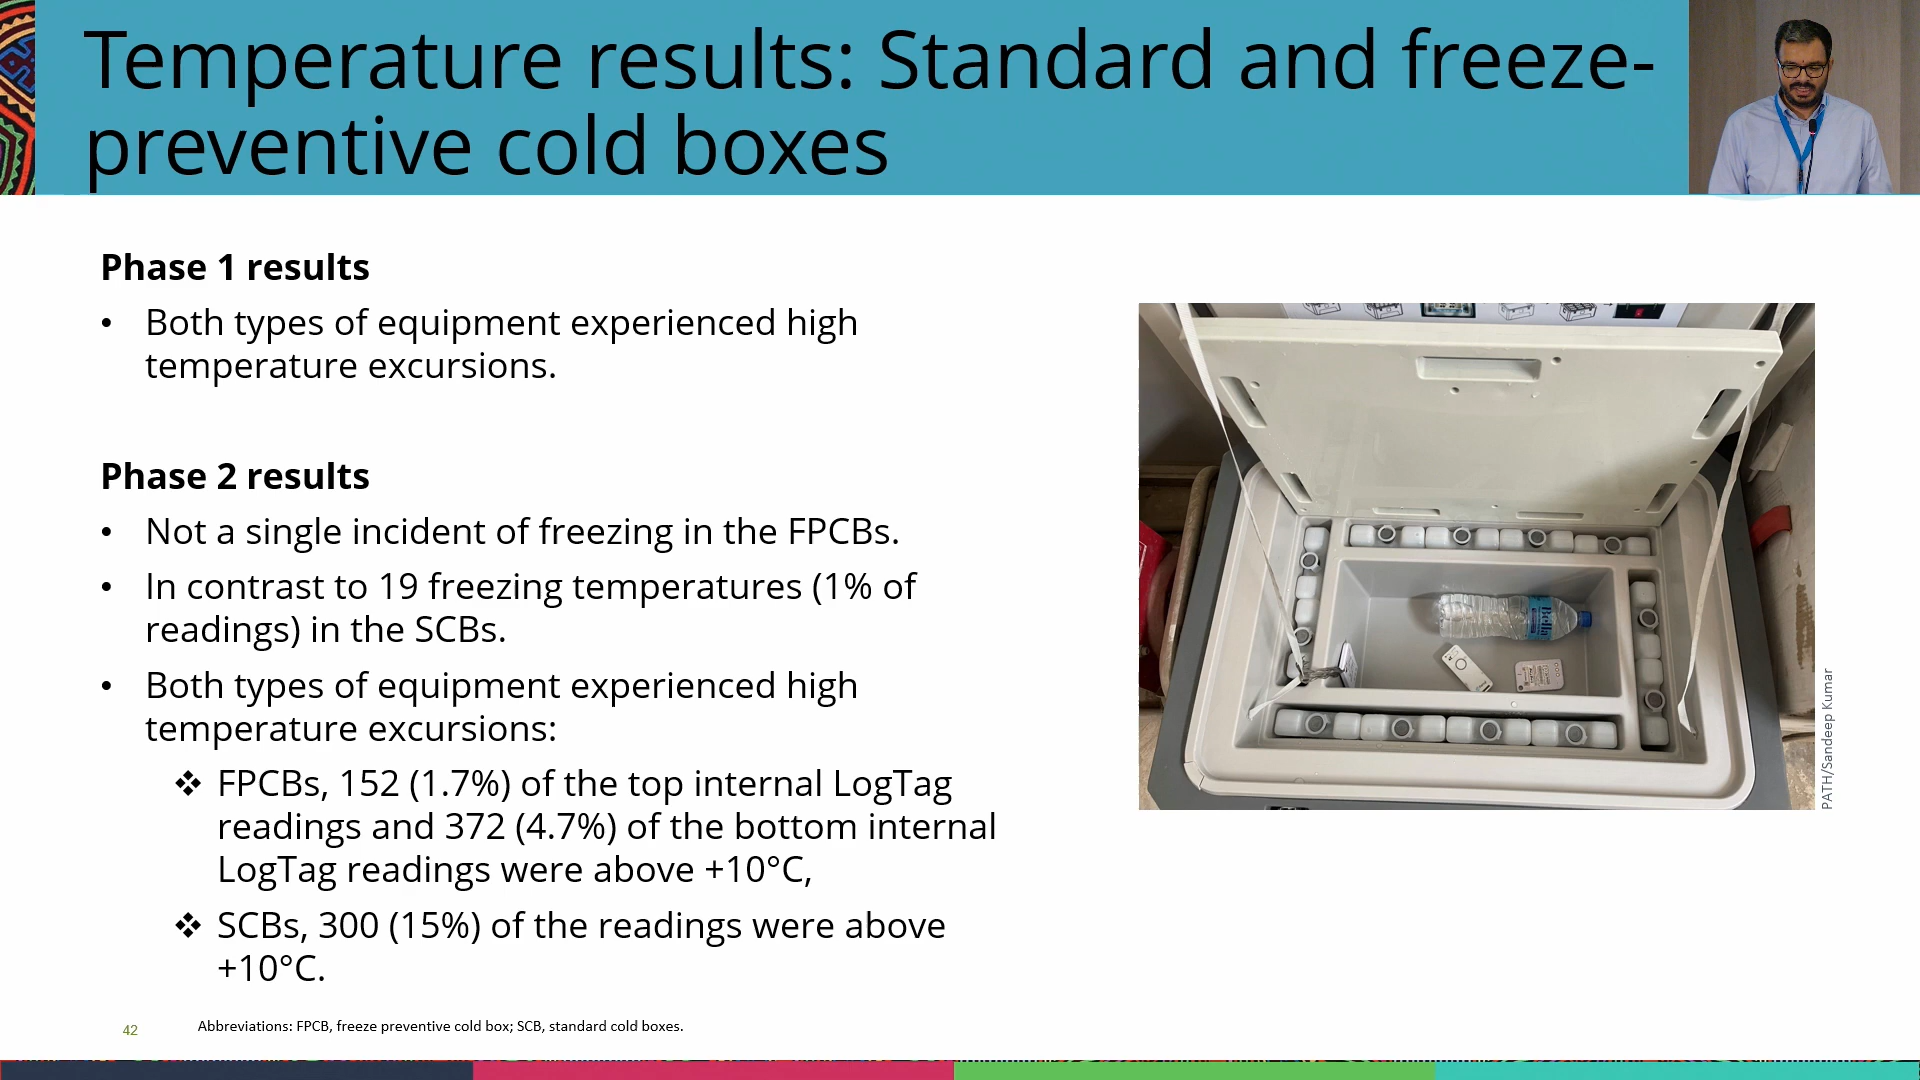 Temperature results: Standard and freeze-
preventive cold boxes
Phase 1 results
• Both types of equipment experienced high
temperature excursions.
Phase 2 results
• Not a single incident of freezing in the FPCBs.
• In contrast to 19 freezing temperatures (1% of
readings) in the SCBs.
• Both types of equipment experienced high
temperature excursions:
❖ FPCBs, 152 (1.7%) of the top internal LogTag
readings and 372 (4.7%) of the bottom internal
LogTag readings were above +10°C,
❖ SCBs, 300 (15%) of the readings were above
+10°C.
PATH/Sandeep Kumar
42
Abbreviations: FPCB, freeze preventive cold box; SCB, standard cold boxes.